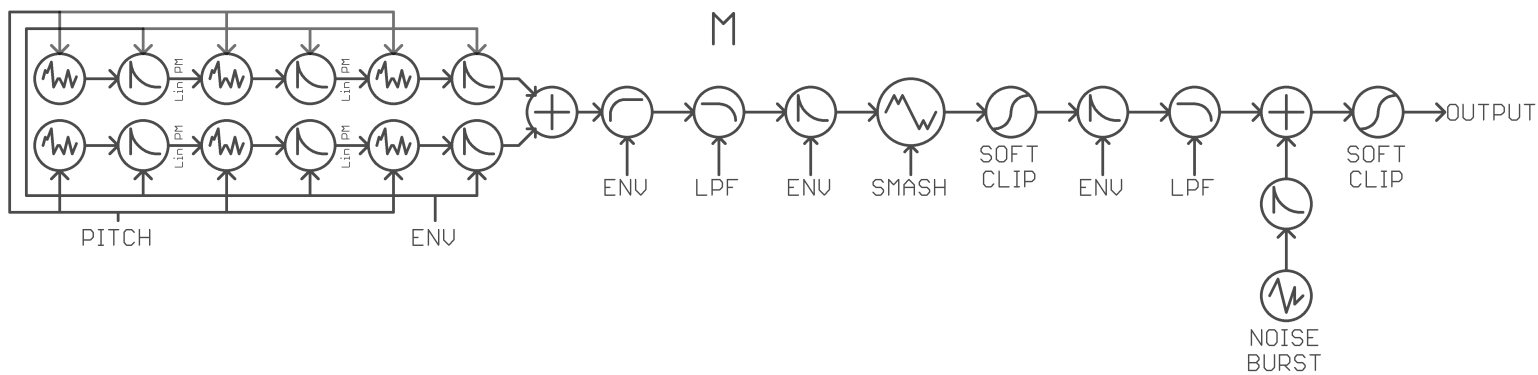 M
Lin PM
Lin PM
Lin PM
Lin PM
OUTPUT
ENV
LPF
ENV
SMASH
SOFT
CLIP
ENV
LPF
SOFT
CLIP
PITCH
ENV
NOISE
BURST